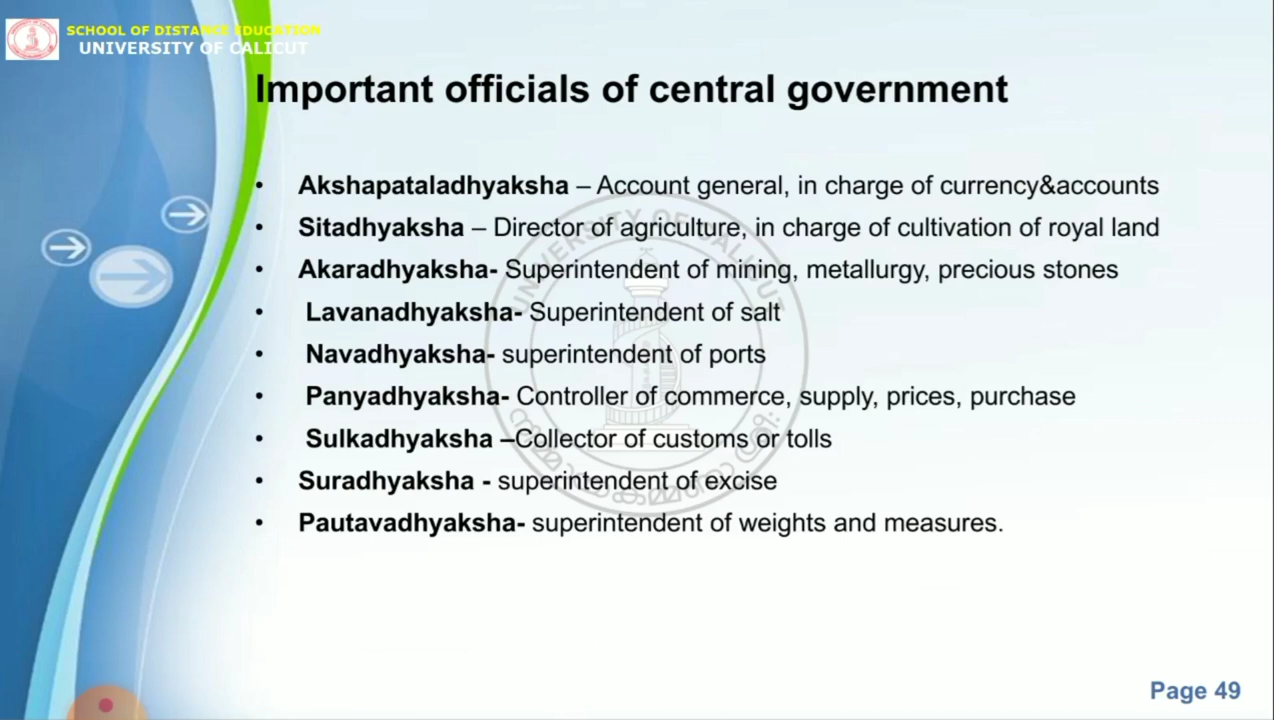 SCHOOL OF DISTANCE EDUCATION
UNIVERSITY OF CALICUT
Important officials of central government
• Akshapataladhyaksha – Account general, in charge of currency&accounts
• Sitadhyaksha – Director of agriculture, in charge of cultivation of royal land
• Akaradhyaksha- Superintendent of mining, metallurgy, precious stones
• Lavanadhyaksha- Superintendent of salt
• Navadhyaksha- superintendent of ports
• Panyadhyaksha- Controller of commerce, supply, prices, purchase
• Sulkadhyaksha –Collector of customs or tolls
• Suradhyaksha - superintendent of excise
• Pautavadhyaksha- superintendent of weights and measures.
UNIVERSITY OF CALICUT
Page 49